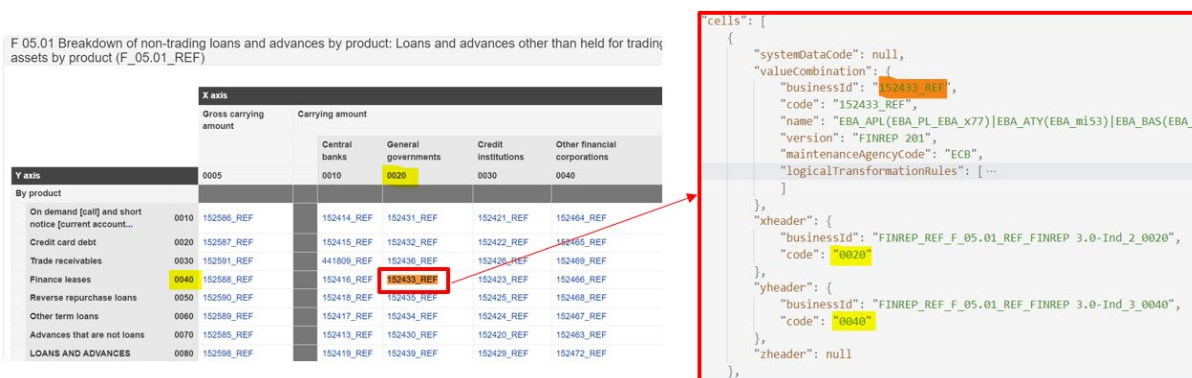 F 05.01 Breakdown of non-trading loans and advances by product: Loans and advances other than held for trading
assets by product (F_05.01_REF)
X axis
Gross carrying amount Carrying amount
Central banks General governments Credit institutions Other financial corporations
Y axis 0005 0010 0020 0030 0040
By product
On demand [call] and short notice [current account... 0010 152586_REF 152414_REF 152431_REF 152421_REF 152464_REF
Credit card debt 0020 152587_REF 152415_REF 152432_REF 152422_REF 152465_REF
Trade receivables 0030 152591_REF 441809_REF 152436_REF 152426_REF 152469_REF
Finance leases 0040 152588_REF 152416_REF 152433_REF 152423_REF 152466_REF
Reverse repurchase loans 0050 152590_REF 152418_REF 152435_REF 152425_REF 152468_REF
Other term loans 0060 152589_REF 152417_REF 152434_REF 152424_REF 152467_REF
Advances that are not loans 0070 152585_REF 152413_REF 152430_REF 152420_REF 152463_REF
LOANS AND ADVANCES 0080 152598_REF 152419_REF 152439_REF 152429_REF 152472_REF
"cells": [
{
"systemDataCode": null,
"valueCombination": {
"businessId": "152433_REF",
"code": "152433_REF",
"name": "EBA_APL(EBA_PL_EBA_x77)|EBA_ATY(EBA_mi53)|EBA_BAS(EBA_
"version": "FINREP 201",
"maintenanceAgencyCode": "ECB",
"logicalTransformationRules": [ ...
]
},
"xheader": {
"businessId": "FINREP_REF_F_05.01_REF_FINREP 3.0-Ind_2_0020",
"code": "0020"
},
"yheader": {
"businessId": "FINREP_REF_F_05.01_REF_FINREP 3.0-Ind_3_0040",
"code": "0040"
},
"zheader": null
},